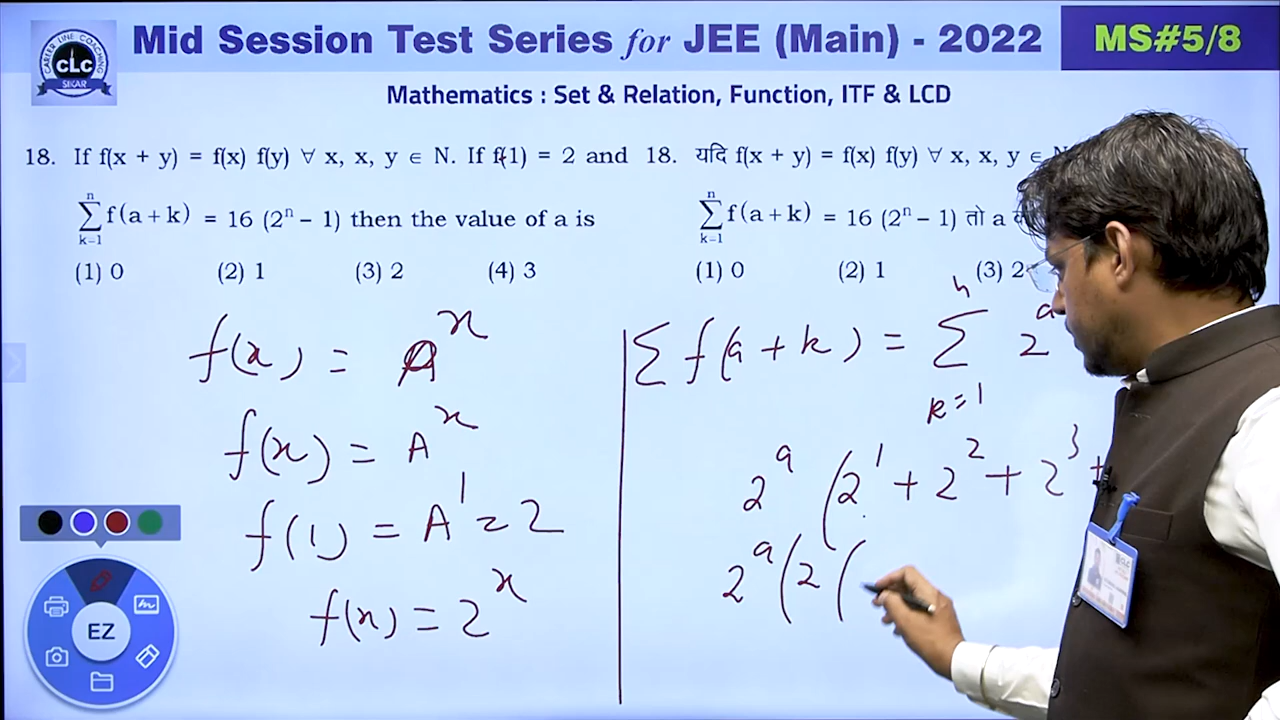 Mid Session Test Series for JEE (Main) - 2022
MS#5/8
CAREER LINE COACHING
CLC
SIKAR
Mathematics : Set & Relation, Function, ITF & LCD
18. If f(x + y) = f(x) f(y) ∀ x, x, y ∈ N. If f(1) = 2 and
n
∑ f(a + k) = 16 (2ⁿ – 1) then the value of a is
k–1
(1) 0 (2) 1 (3) 2 (4) 3
18. यदि f(x + y) = f(x) f(y) ∀ x, x, y ∈
n
∑ f(a + k) = 16 (2ⁿ – 1) तो a
k–1
(1) 0 (2) 1 (3) 2
f(x) = A^x
f(x) = A^x
f(1) = A^1 = 2
f(x) = 2^x
n
∑ f(a + k) = ∑ 2^a
k=1
2^a (2^1 + 2^2 + 2^3 +
2^a (2 (
EZ
CLC